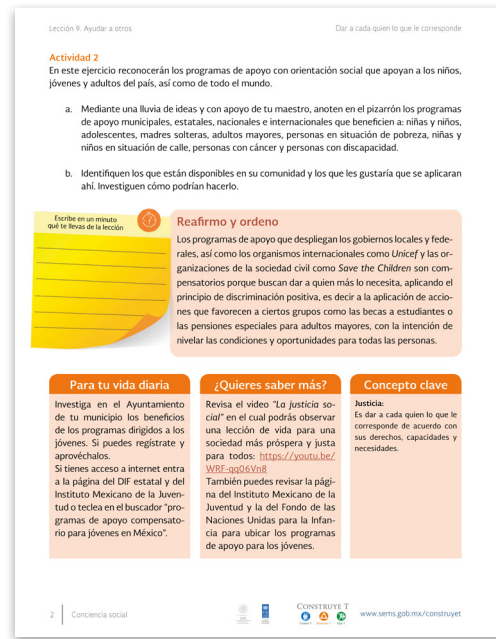 Lección 9. Ayudar a otros
Dar a cada quien lo que le corresponde
Actividad 2
En este ejercicio reconocerán los programas de apoyo con orientación social que apoyan a los niños,
jóvenes y adultos del país, así como de todo el mundo.
a. Mediante una lluvia de ideas y con apoyo de tu maestro, anoten en el pizarrón los programas
de apoyo municipales, estatales, nacionales e internacionales que beneficien a: niñas y niños,
adolescentes, madres solteras, adultos mayores, personas en situación de pobreza, niñas y
niños en situación de calle, personas con cáncer y personas con discapacidad.
b. Identifiquen los que están disponibles en su comunidad y los que les gustaría que se aplicaran
ahí. Investiguen cómo podrían hacerlo.
Escribe en un minuto
qué te llevas de la lección
Reafirmo y ordeno
Los programas de apoyo que despliegan los gobiernos locales y fede-
rales, así como los organismos internacionales como Unicef y las or-
ganizaciones de la sociedad civil como Save the Children son com-
pensatorios porque buscan dar a quien más lo necesita, aplicando el
principio de discriminación positiva, es decir a la aplicación de accio-
nes que favorecen a ciertos grupos como las becas a estudiantes o
las pensiones especiales para adultos mayores, con la intención de
nivelar las condiciones y oportunidades para todas las personas.
Para tu vida diaria
Investiga en el Ayuntamiento
de tu municipio los beneficios
de los programas dirigidos a los
jóvenes. Si puedes regístrate y
aprovéchalos.
Si tienes acceso a internet entra
a la página del DIF estatal y del
Instituto Mexicano de la Juven-
tud o teclea en el buscador "pro-
gramas de apoyo compensato-
rio para jóvenes en México".
¿Quieres saber más?
Revisa el video "La justicia so-
cial" en el cual podrás observar
una lección de vida para una
sociedad más próspera y justa
para todos: https://youtu.be/
WRF-qq06Vn8
También puedes revisar la pági-
na del Instituto Mexicano de la
Juventud y la del Fondo de las
Naciones Unidas para la Infan-
cia para ubicar los programas
de apoyo para los jóvenes.
Concepto clave
Justicia:
Es dar a cada quien lo que le
corresponde de acuerdo con
sus derechos, capacidades y
necesidades.
2
Conciencia social
CONSTRUYE T
www.sems.gob.mx/construyet